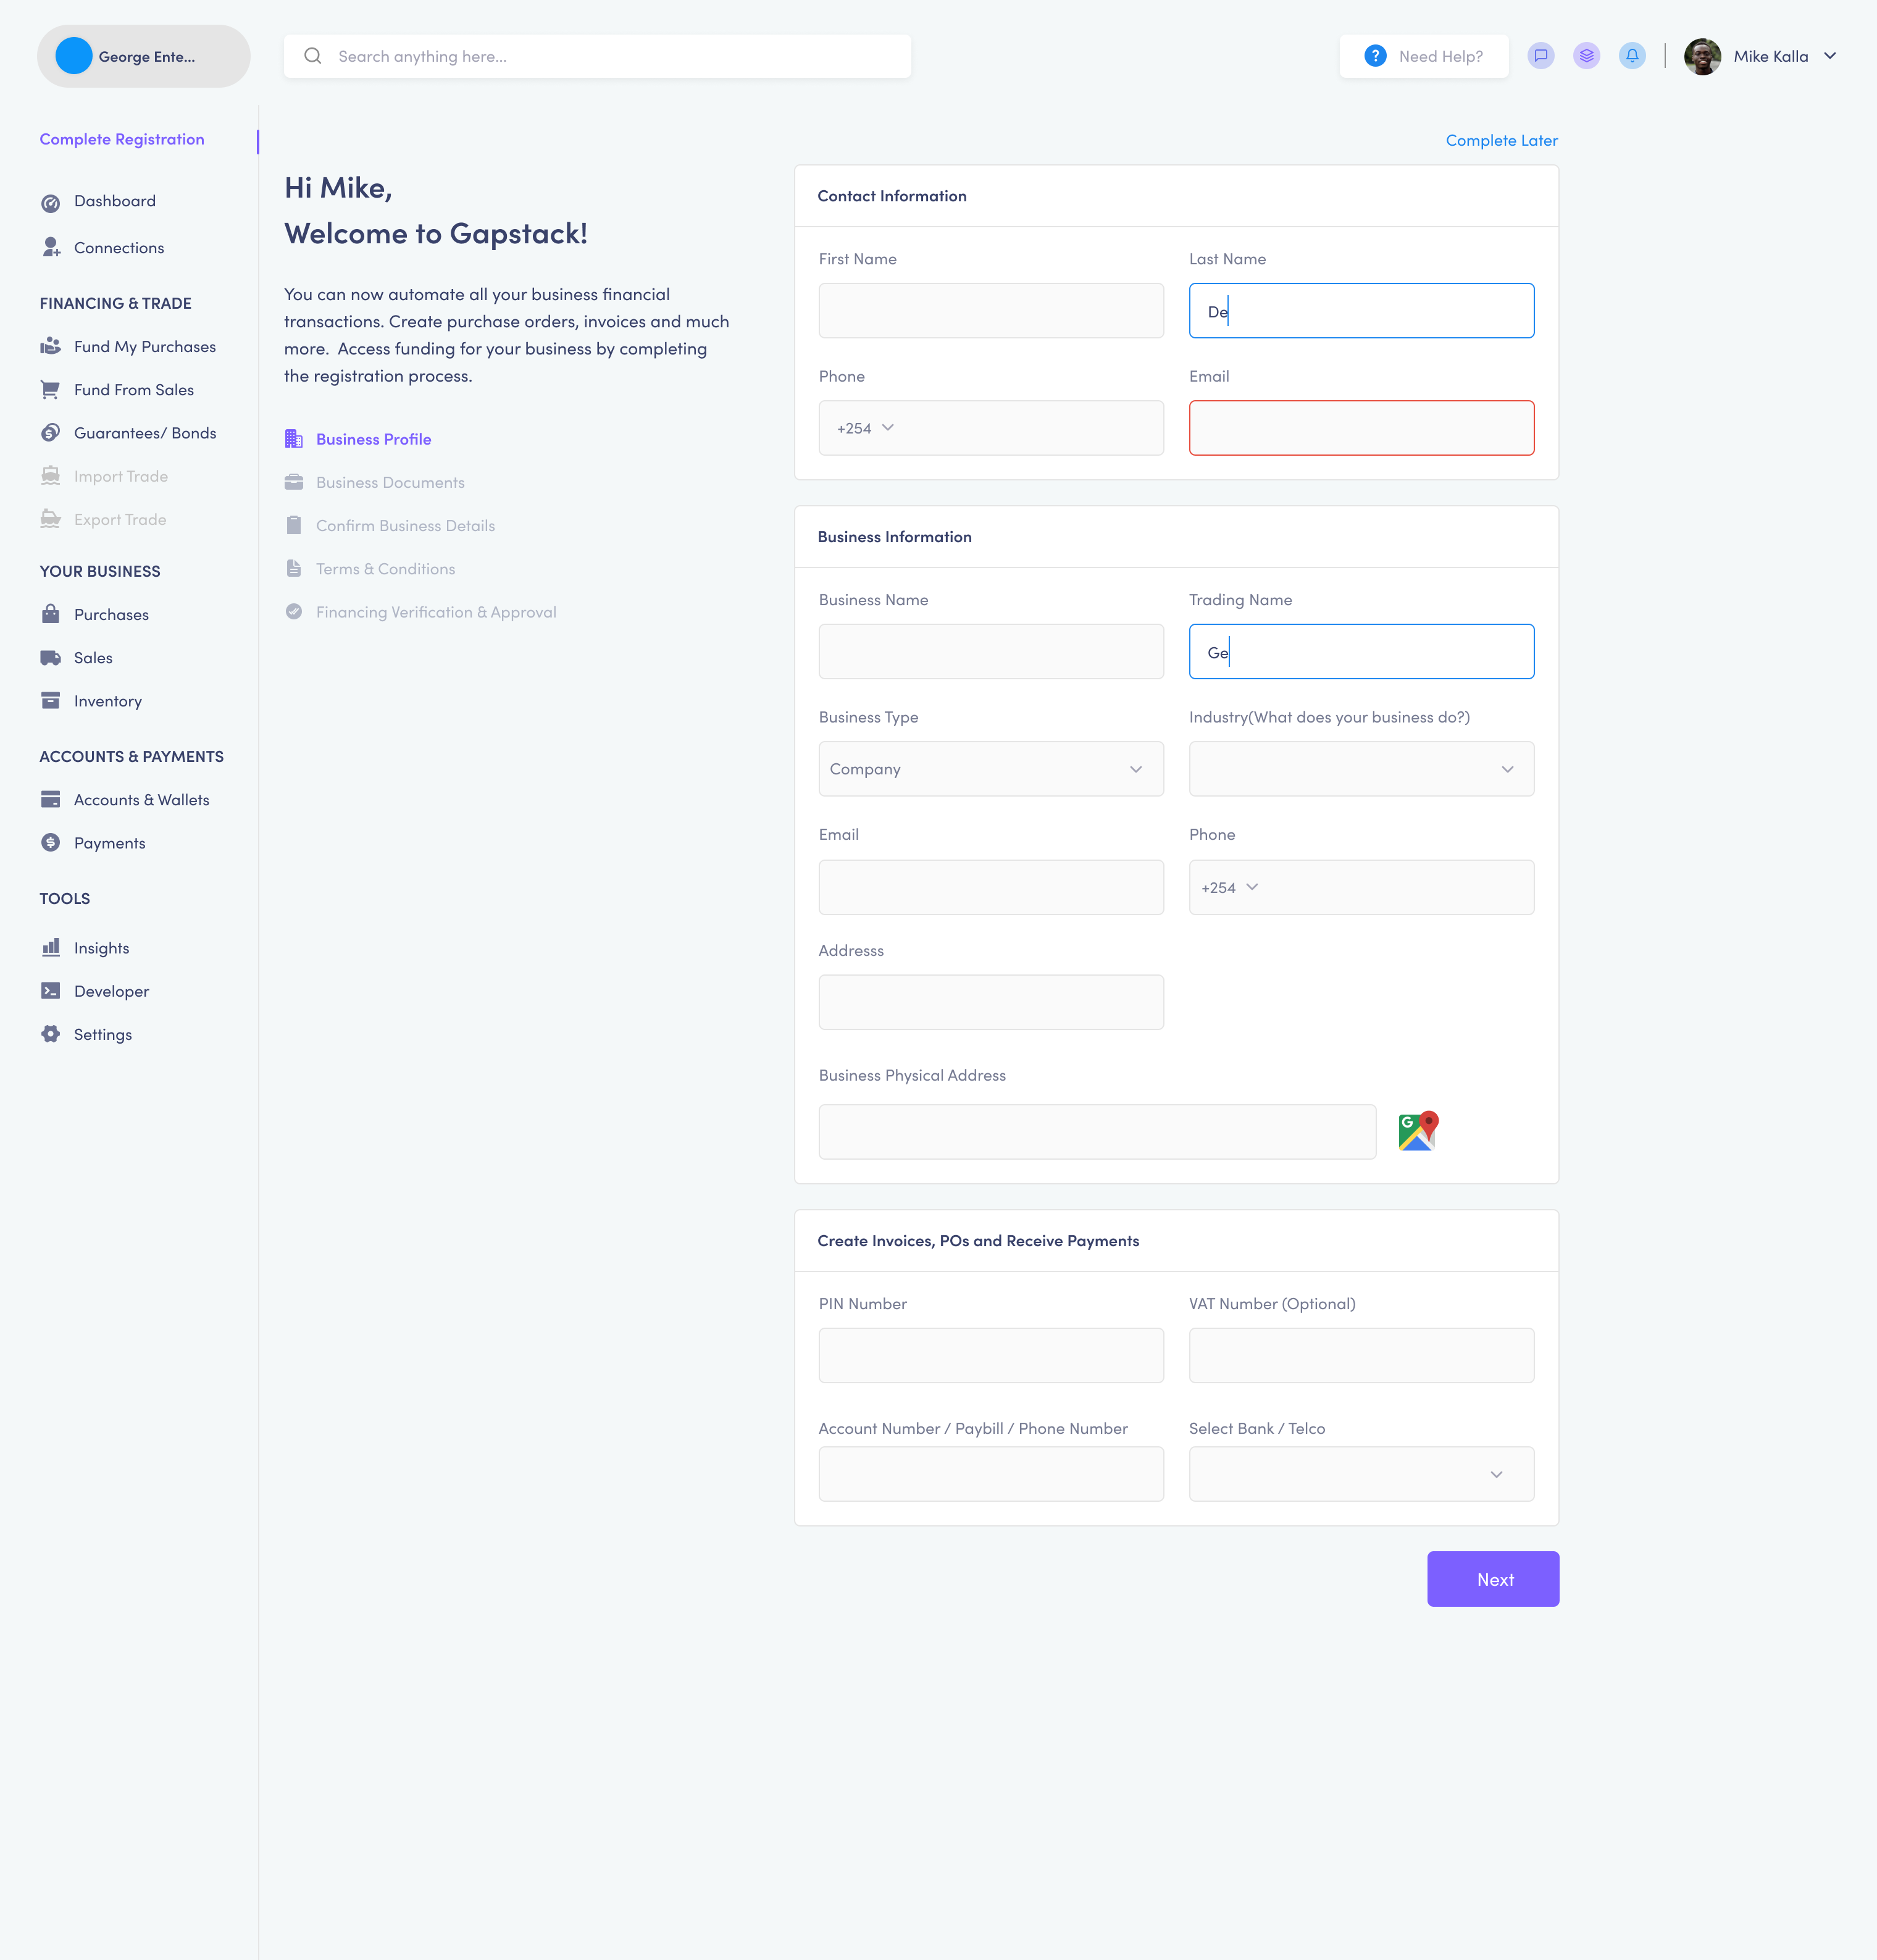 George Ente...
Search anything here...
? Need Help?
Mike Kalla
Complete Registration
Dashboard
Connections
FINANCING & TRADE
Fund My Purchases
Fund From Sales
Guarantees/ Bonds
Import Trade
Export Trade
YOUR BUSINESS
Purchases
Sales
Inventory
ACCOUNTS & PAYMENTS
Accounts & Wallets
Payments
TOOLS
Insights
Developer
Settings
Hi Mike,
Welcome to Gapstack!
You can now automate all your business financial
transactions. Create purchase orders, invoices and much
more.  Access funding for your business by completing
the registration process.
Business Profile
Business Documents
Confirm Business Details
Terms & Conditions
Financing Verification & Approval
Complete Later
Contact Information
First Name
Last Name
De
Phone
Email
+254
Business Information
Business Name
Trading Name
Ge
Business Type
Industry(What does your business do?)
Company
Email
Phone
+254
Addresss
Business Physical Address
G
Create Invoices, POs and Receive Payments
PIN Number
VAT Number (Optional)
Account Number / Paybill / Phone Number
Select Bank / Telco
Next